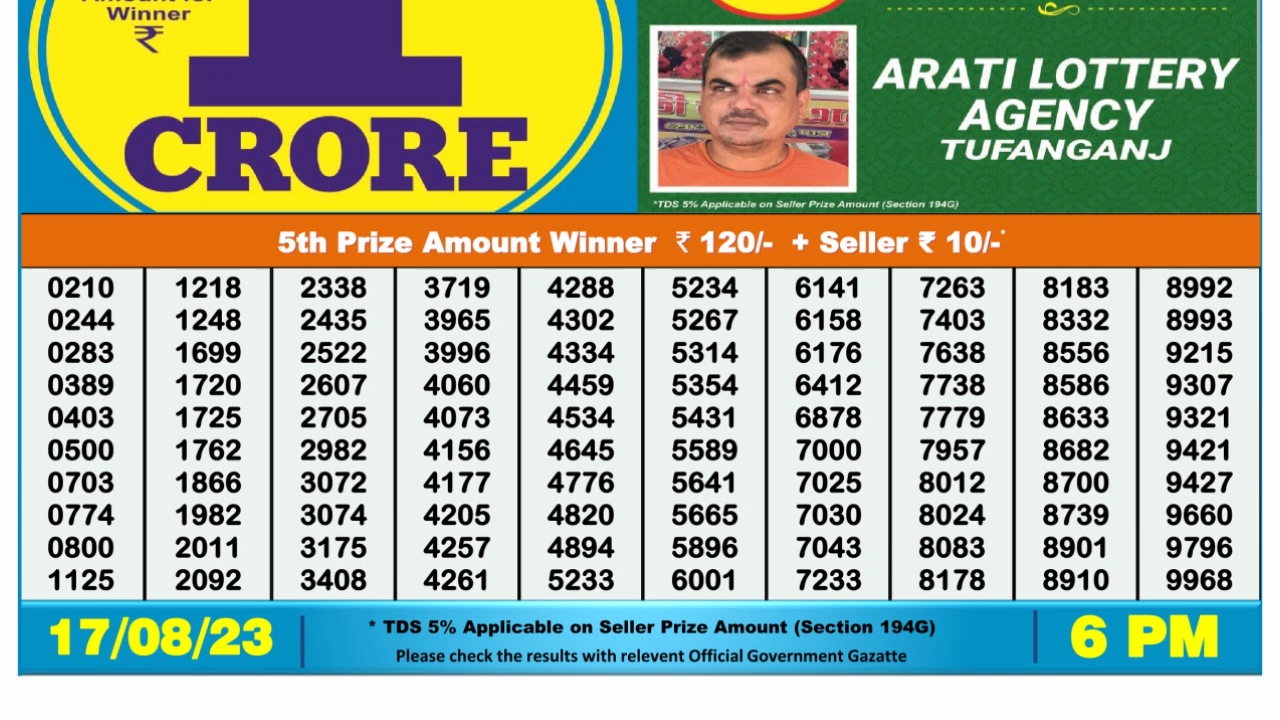 Winner
₹
1
CRORE
ARATI LOTTERY
AGENCY
TUFANGANJ
*TDS 5% Applicable on Seller Prize Amount (Section 194G)
5th Prize Amount Winner ₹ 120/- + Seller ₹ 10/-*
0210 1218 2338 3719 4288 5234 6141 7263 8183 8992
0244 1248 2435 3965 4302 5267 6158 7403 8332 8993
0283 1699 2522 3996 4334 5314 6176 7638 8556 9215
0389 1720 2607 4060 4459 5354 6412 7738 8586 9307
0403 1725 2705 4073 4534 5431 6878 7779 8633 9321
0500 1762 2982 4156 4645 5589 7000 7957 8682 9421
0703 1866 3072 4177 4776 5641 7025 8012 8700 9427
0774 1982 3074 4205 4820 5665 7030 8024 8739 9660
0800 2011 3175 4257 4894 5896 7043 8083 8901 9796
1125 2092 3408 4261 5233 6001 7233 8178 8910 9968
17/08/23
* TDS 5% Applicable on Seller Prize Amount (Section 194G)
Please check the results with relevent Official Government Gazatte
6 PM